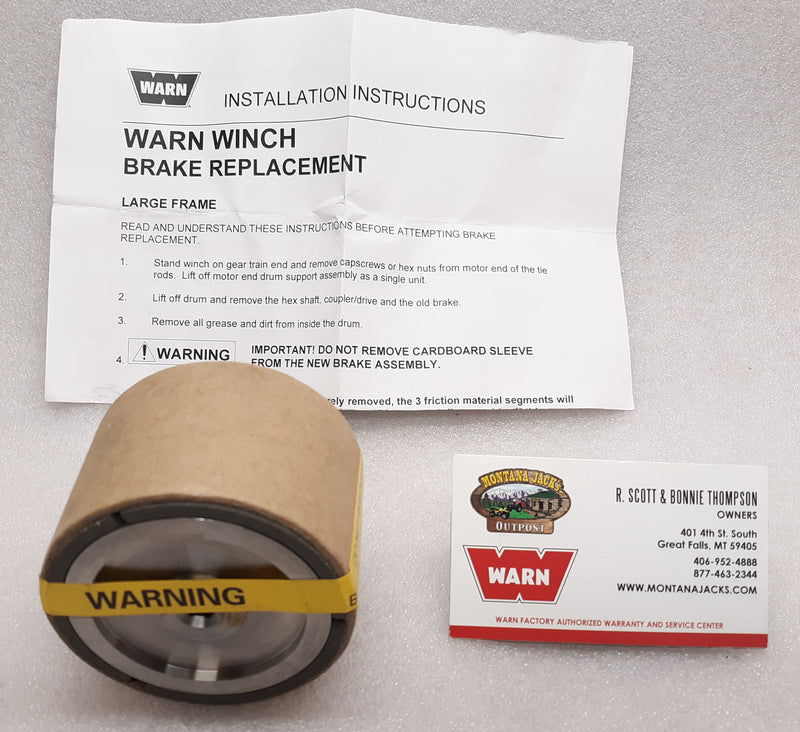 WARN
INSTALLATION INSTRUCTIONS
WARN WINCH
BRAKE REPLACEMENT
LARGE FRAME
READ AND UNDERSTAND THESE INSTRUCTIONS BEFORE ATTEMPTING BRAKE
REPLACEMENT.
1. Stand winch on gear train end and remove capscrews or hex nuts from motor end of the tie
rods. Lift off motor end drum support assembly as a single unit.
2. Lift off drum and remove the hex shaft, coupler/drive and the old brake.
3. Remove all grease and dirt from inside the drum.
4. WARNING IMPORTANT! DO NOT REMOVE CARDBOARD SLEEVE
FROM THE NEW BRAKE ASSEMBLY.
removed, the 3 friction material segments will
WARNING
MONTANA JACK'S
OUTPOST
WARN
R. SCOTT & BONNIE THOMPSON
OWNERS
401 4th St. South
Great Falls, MT 59405
406-952-4888
877-463-2344
WWW.MONTANAJACKS.COM
WARN FACTORY AUTHORIZED WARRANTY AND SERVICE CENTER